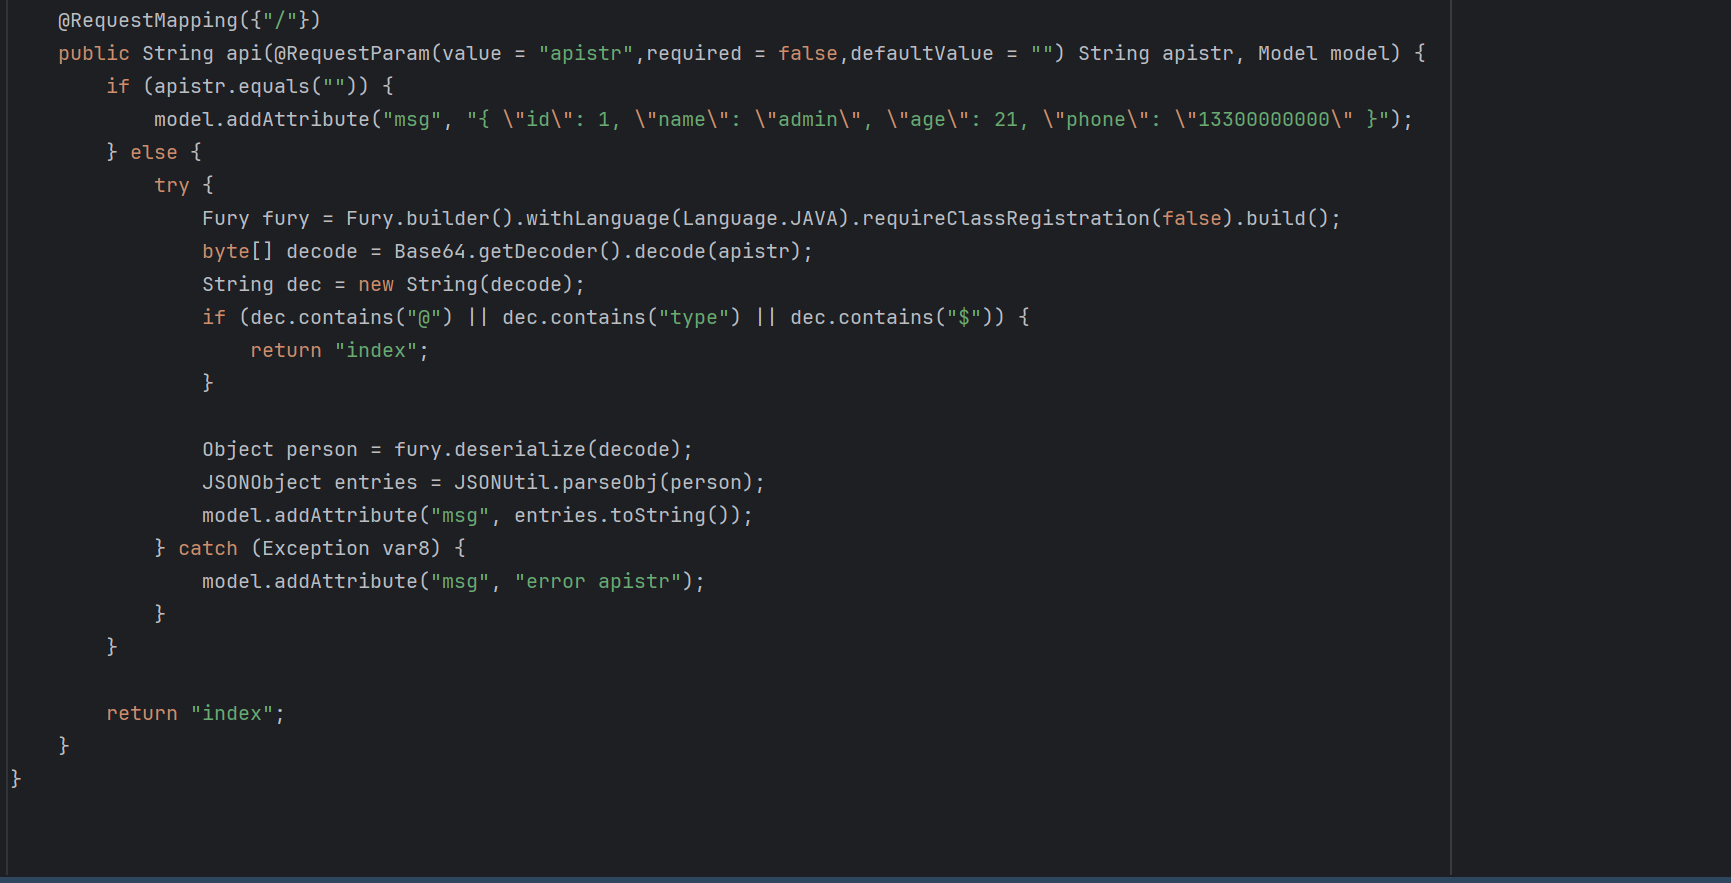 @RequestMapping({"/"})
public String api(@RequestParam(value = "apistr",required = false,defaultValue = "") String apistr, Model model) {
if (apistr.equals("")) {
model.addAttribute("msg", "{ \"id\": 1, \"name\": \"admin\", \"age\": 21, \"phone\": \"13300000000\" }");
} else {
try {
Fury fury = Fury.builder().withLanguage(Language.JAVA).requireClassRegistration(false).build();
byte[] decode = Base64.getDecoder().decode(apistr);
String dec = new String(decode);
if (dec.contains("@") || dec.contains("type") || dec.contains("$")) {
return "index";
}
Object person = fury.deserialize(decode);
JSONObject entries = JSONUtil.parseObj(person);
model.addAttribute("msg", entries.toString());
} catch (Exception var8) {
model.addAttribute("msg", "error apistr");
}
}
return "index";
}
}